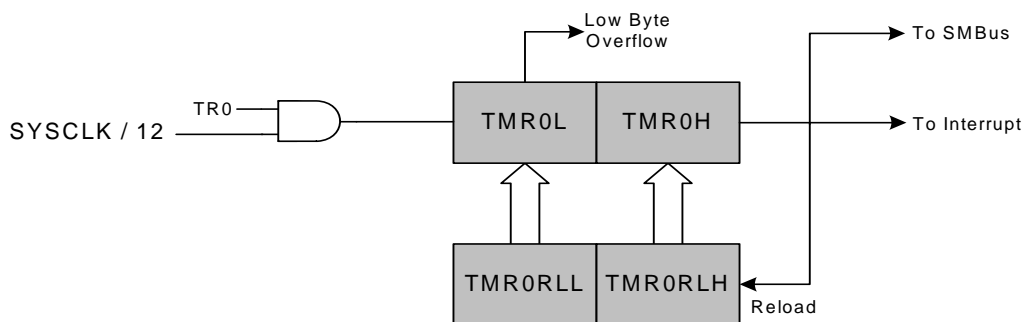 Low Byte
Overflow
To SMBus
TR0
SYSCLK / 12
TMR0L
TMR0H
To Interrupt
TMR0RLL
TMR0RLH
Reload